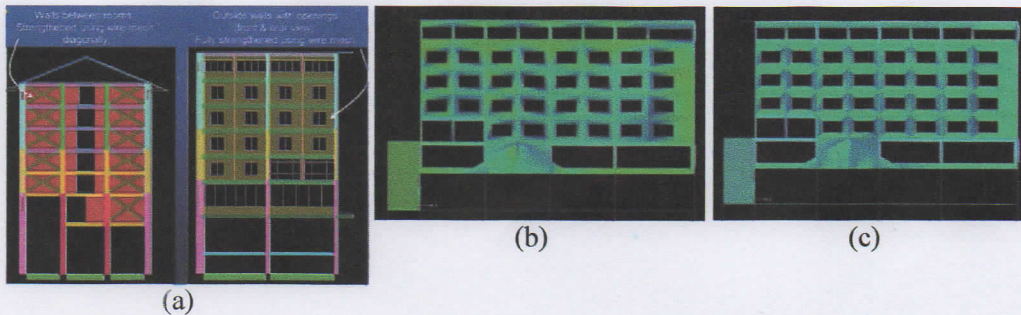 Walls between rooms
Strengthened using wire mesh
diagonally.
Outside walls with openings
(front & rear view)
Fully strengthened using wire mesh
(a)
(b)
(c)